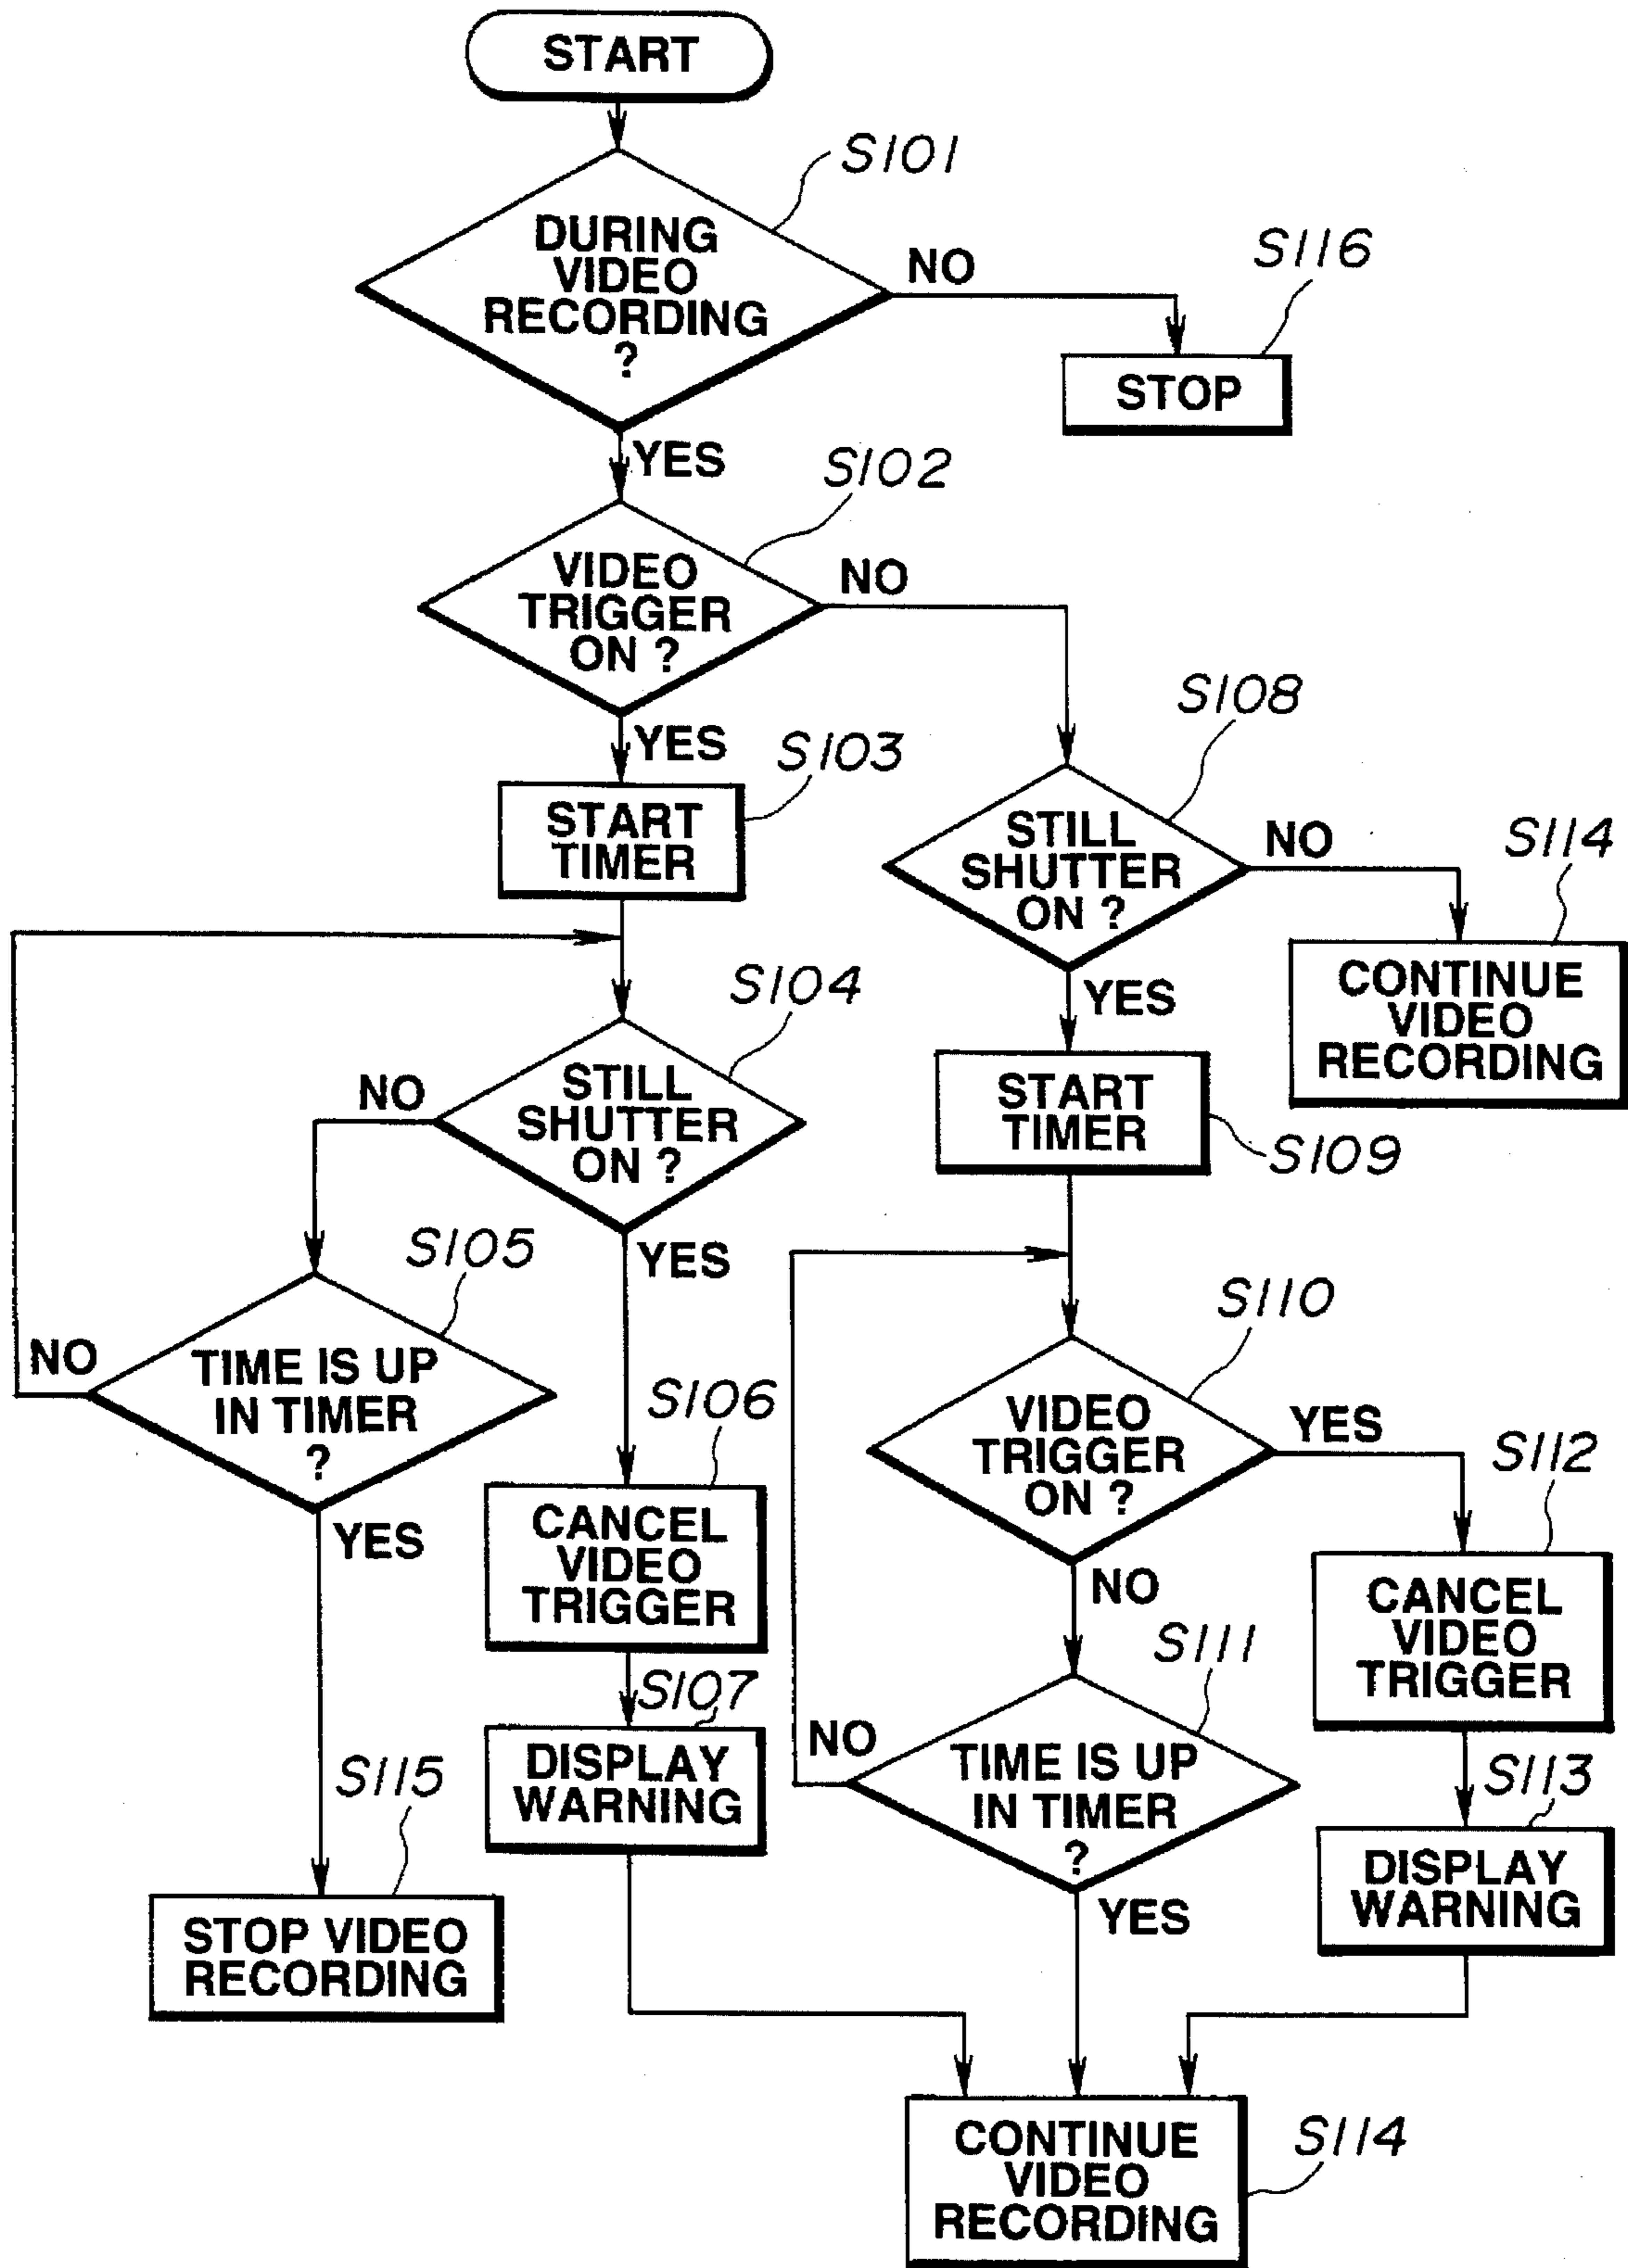 START
S101
DURING
VIDEO
RECORDING
?
NO
S116
STOP
YES
S102
VIDEO
TRIGGER
ON ?
NO
YES
S103
START
TIMER
S108
STILL
SHUTTER
ON ?
NO
S114
CONTINUE
VIDEO
RECORDING
YES
START
TIMER
S109
S104
STILL
SHUTTER
ON ?
NO
YES
S105
TIME IS UP
IN TIMER
?
NO
YES
S106
CANCEL
VIDEO
TRIGGER
S107
DISPLAY
WARNING
S115
STOP VIDEO
RECORDING
S110
VIDEO
TRIGGER
ON ?
YES
S112
CANCEL
VIDEO
TRIGGER
NO
S111
TIME IS UP
IN TIMER
?
NO
YES
S113
DISPLAY
WARNING
CONTINUE
VIDEO
RECORDING
S114